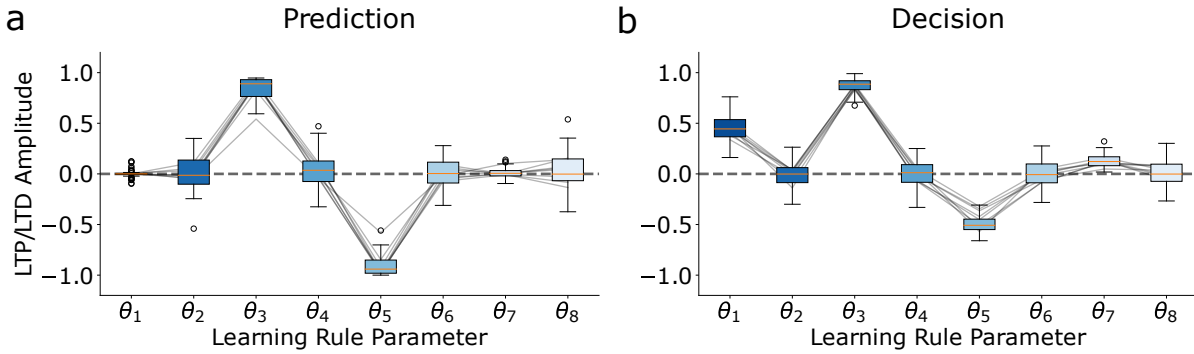 a
Prediction
LTP/LTD Amplitude
1.0
0.5
0.0
−0.5
−1.0
θ1 θ2 θ3 θ4 θ5 θ6 θ7 θ8
Learning Rule Parameter
b
Decision
1.0
0.5
0.0
−0.5
−1.0
θ1 θ2 θ3 θ4 θ5 θ6 θ7 θ8
Learning Rule Parameter